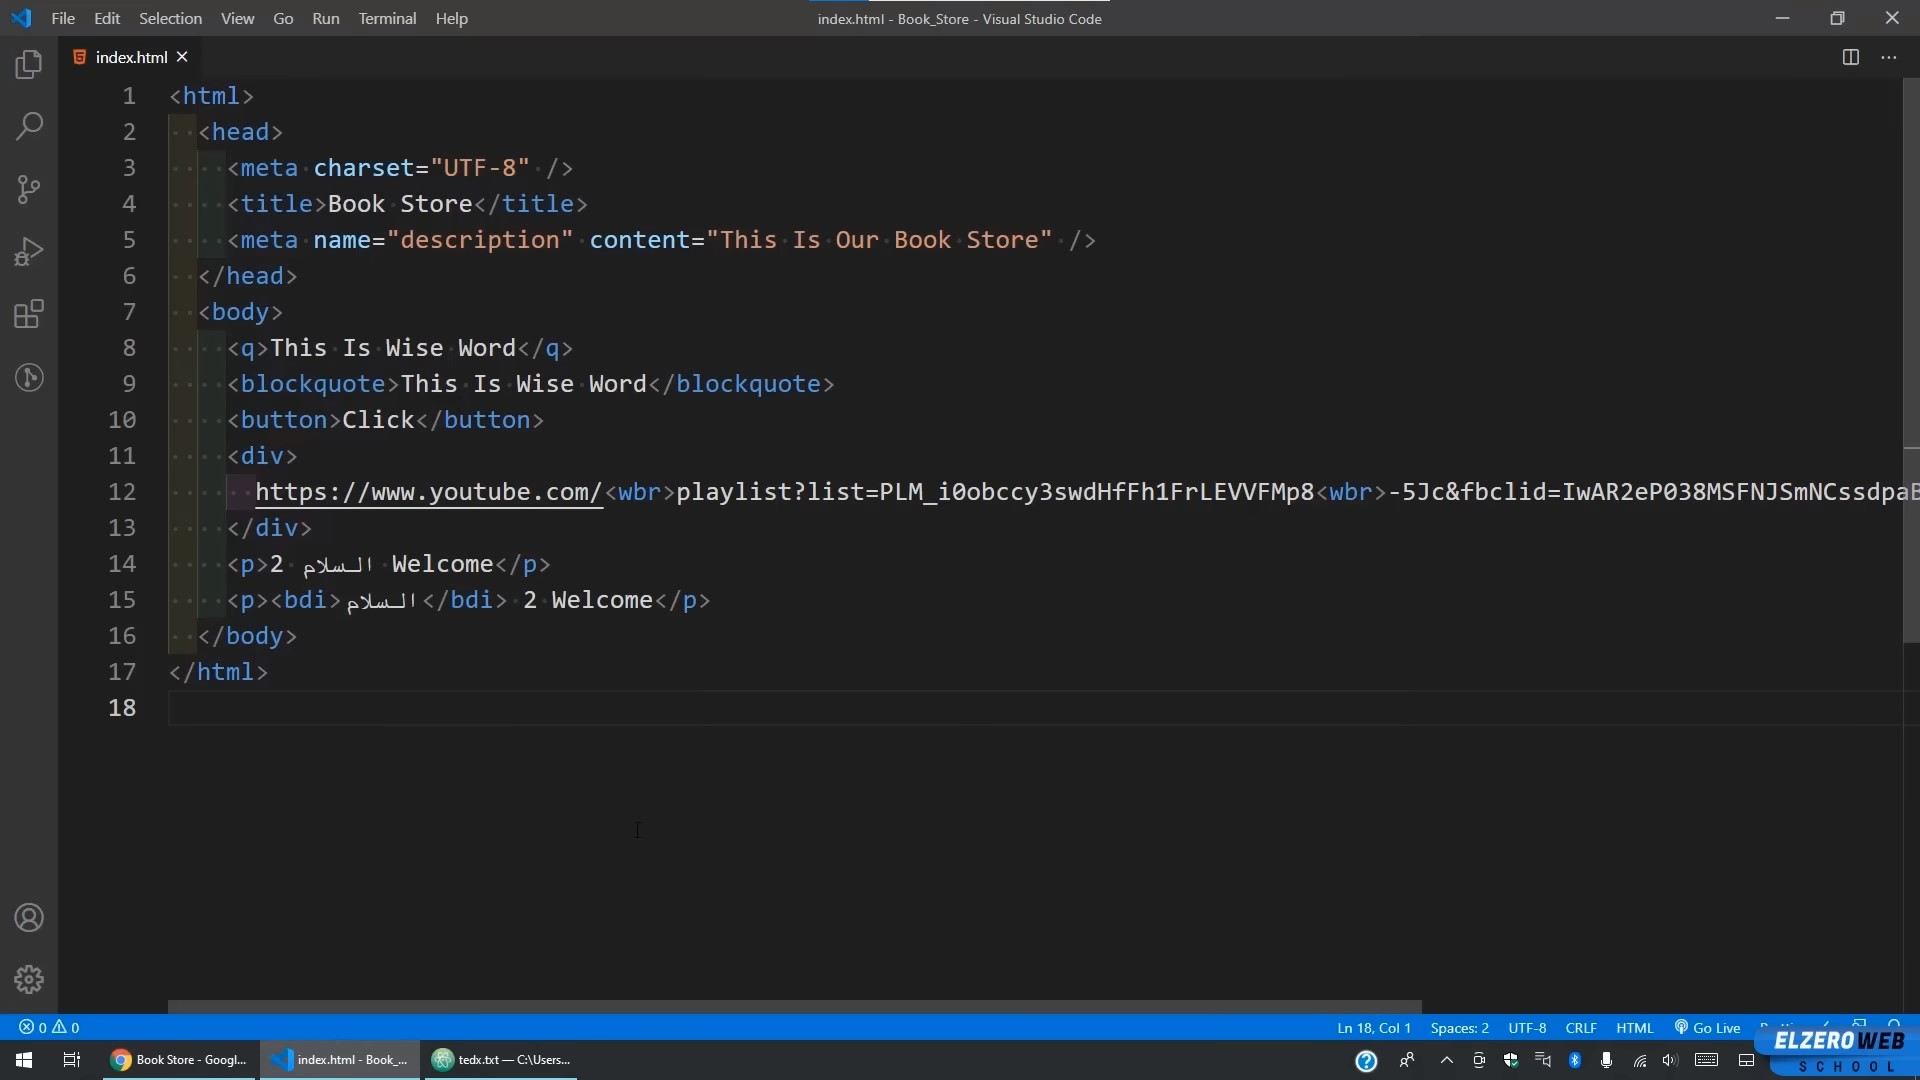 File Edit Selection View Go Run Terminal Help
index.html - Book_Store - Visual Studio Code
index.html
1 <html>
2 <head>
3 <meta charset="UTF-8" />
4 <title>Book Store</title>
5 <meta name="description" content="This Is Our Book Store" />
6 </head>
7 <body>
8 <q>This Is Wise Word</q>
9 <blockquote>This Is Wise Word</blockquote>
10 <button>Click</button>
11 <div>
12 https://www.youtube.com/<wbr>playlist?list=PLM_i0obccy3swdHfFh1FrLEVVFMp8<wbr>-5Jc&fbclid=IwAR2eP038MSFNJSmNCssdpaB
13 </div>
14 <p>السلام 2 Welcome</p>
15 <p><bdi>السلام</bdi> 2 Welcome</p>
16 </body>
17 </html>
18
0 0
Ln 18, Col 1 Spaces: 2 UTF-8 CRLF HTML Go Live
Book Store - Googl... index.html - Book_... tedx.txt — C:\Users...
ELZEROWEB
SCHOOL